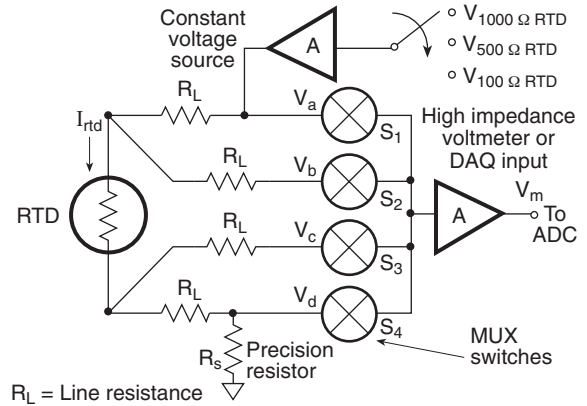 Constant
voltage
source
A
V1000 Ω RTD
V500 Ω RTD
V100 Ω RTD
Irtd
RL
Va
S1
High impedance
voltmeter or
DAQ input
RL
Vb
S2
RTD
A
Vm
To
ADC
RL
Vc
S3
RL
Vd
S4
Rs
Precision
resistor
MUX
switches
RL = Line resistance